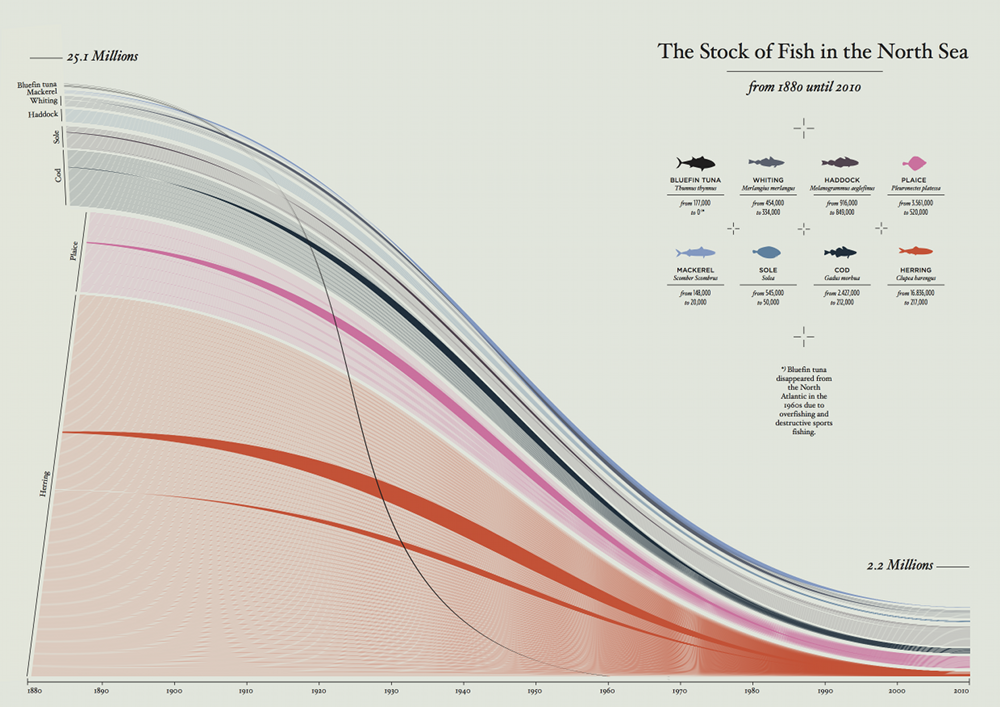 25.1 Millions
The Stock of Fish in the North Sea
from 1880 until 2010
Bluefin tuna
Mackerel
Whiting
Haddock
Sole
Cod
Plaice
Herring
BLUEFIN TUNA
Thunnus thynnus
from 177,000
to 0 *
WHITING
Merlangius merlangus
from 454,000
to 334,000
HADDOCK
Melanogrammus aeglefinus
from 916,000
to 849,000
PLAICE
Pleuronectes platessa
from 3.561,000
to 520,000
MACKEREL
Scomber Scombrus
from 148,000
to 20,000
SOLE
Solea
from 545,000
to 50,000
COD
Gadus morhua
from 2.427,000
to 212,000
HERRING
Clupea harengus
from 16.836,000
to 217,000
*) Bluefin tuna
disappeared from
the North
Atlantic in the
1960s due to
overfishing and
destructive sports
fishing.
2.2 Millions
1880 1890 1900 1910 1920 1930 1940 1950 1960 1970 1980 1990 2000 2010